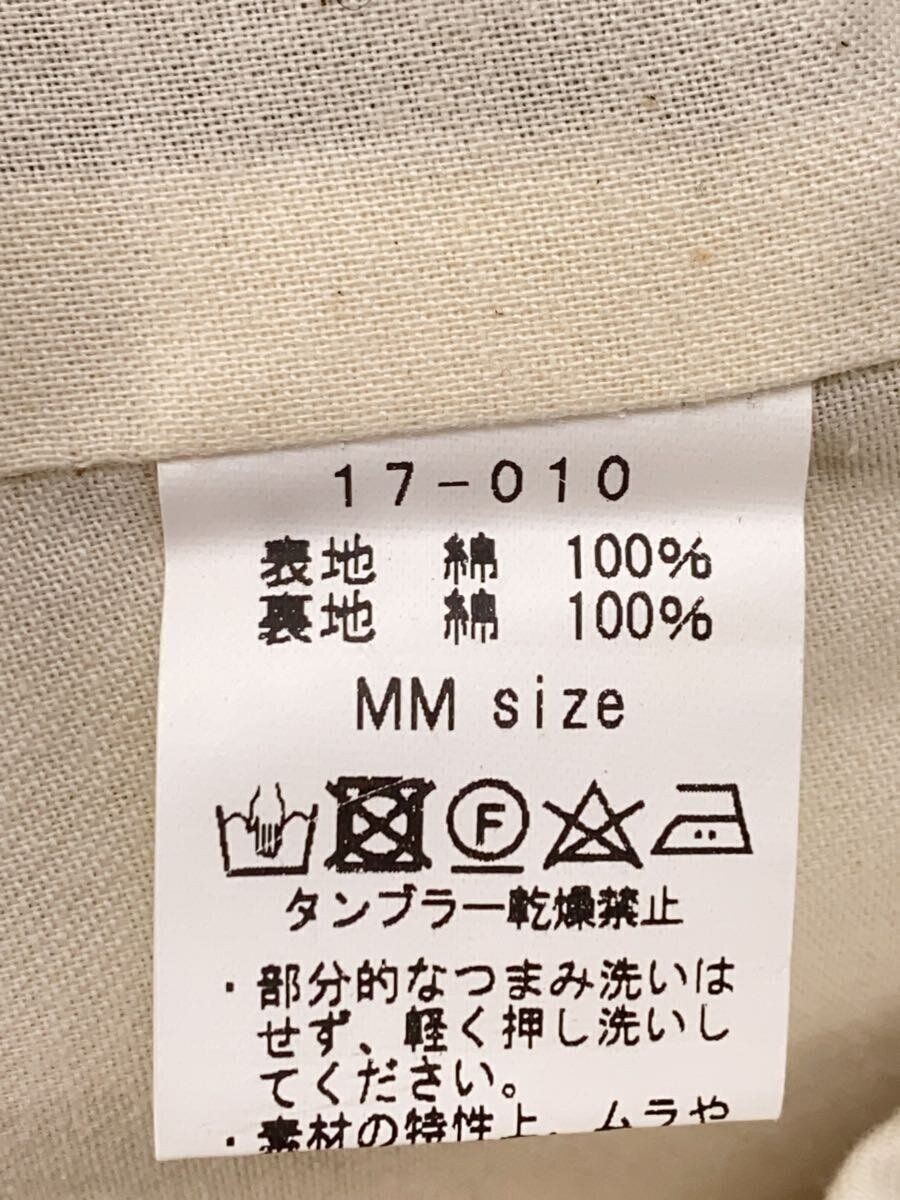 17-010
表地 綿 100%
裏地 綿 100%
MM size
F
タンブラー乾燥禁止
・部分的なつまみ洗いは
せず、軽く押し洗いし
てください。
・素材の特性上、ムラや